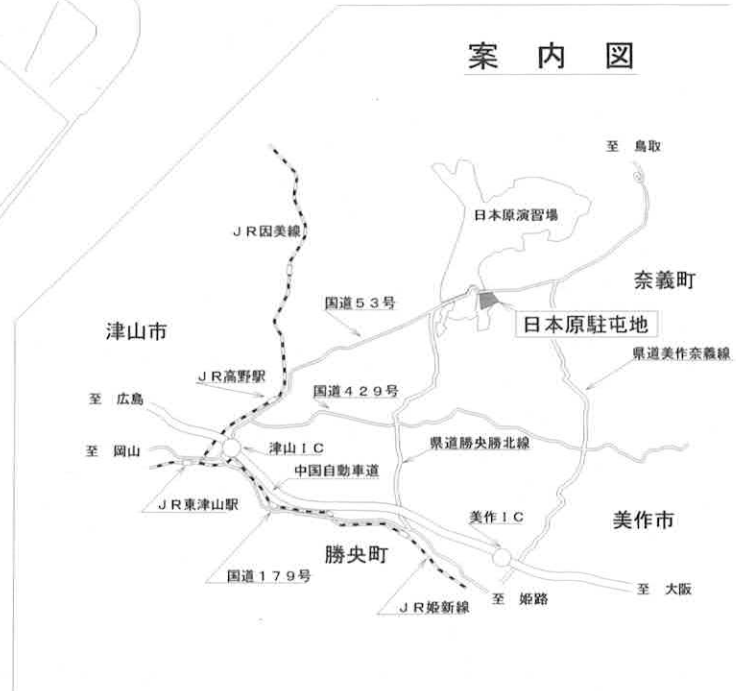 案内図
至 鳥取
日本原演習場
JR因美線
奈義町
国道53号
日本原駐屯地
津山市
県道美作奈義線
JR高野駅
国道429号
至 広島
至 岡山
津山IC
県道勝央勝北線
中国自動車道
JR東津山駅
美作IC
美作市
勝央町
国道179号
至 大阪
至 姫路
JR姫新線